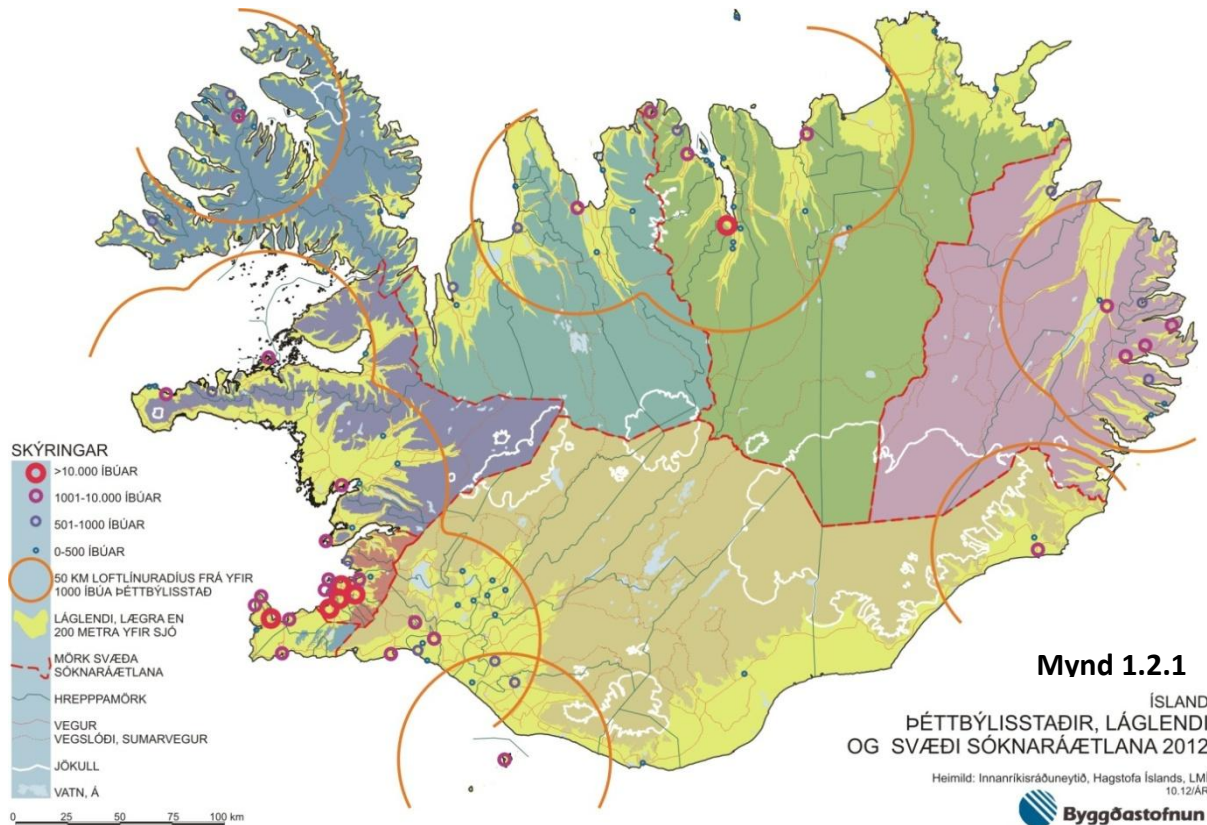 SKÝRINGAR
>10.000 ÍBÚAR
1001-10.000 ÍBÚAR
501-1000 ÍBÚAR
0-500 ÍBÚAR
50 KM LOFTLÍNURADÍUS FRÁ YFIR
1000 ÍBÚA ÞÉTTBÝLISSTAÐ
LÁGLENDI, LÆGRA EN
200 METRA YFIR SJÓ
MÖRK SVÆÐA
SÓKNARÁÆTLANA
HREPPPAMÖRK
VEGUR
VEGSLÓÐI, SUMARVEGUR
JÖKULL
VATN, Á
0 25 50 75 100 km
Mynd 1.2.1
ÍSLAND
ÞÉTTBÝLISSTAÐIR, LÁGLENDI
OG SVÆÐI SÓKNARÁÆTLANA 2012
Heimild: Innanríkisráðuneytið, Hagstofa Íslands, LMÍ
10.12/ÁR
Byggðastofnun